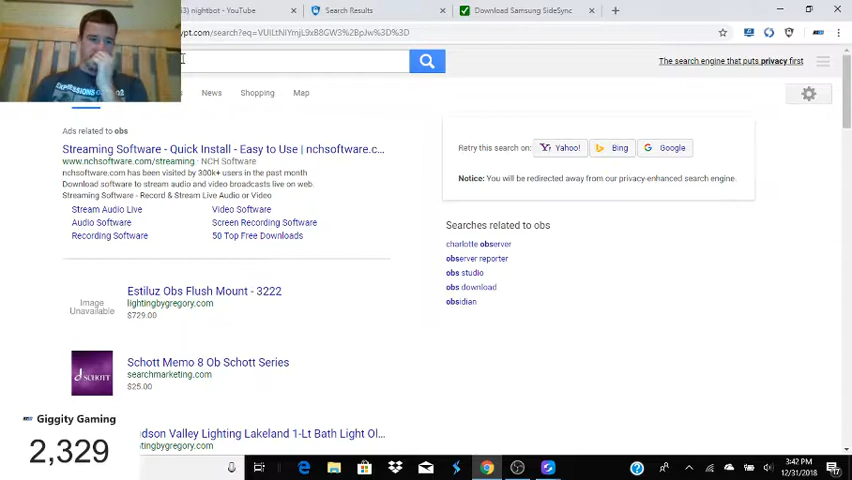 nightbot - YouTube
Search Results
Download Samsung SideSync
ypt.com/search?eq=VUlLtNlYmjL9xB8GW3%2BpJw%3D%3D
The search engine that puts privacy first
News
Shopping
Map
Ads related to obs
Streaming Software - Quick Install - Easy to Use | nchsoftware.c...
www.nchsoftware.com/streaming - NCH Software
nchsoftware.com has been visited by 300k+ users in the past month
Download software to stream audio and video broadcasts live on web.
Streaming Software - Record & Stream Live Audio or Video
Stream Audio Live
Video Software
Audio Software
Screen Recording Software
Recording Software
50 Top Free Downloads
Retry this search on:
Yahoo!
Bing
Google
Notice: You will be redirected away from our privacy-enhanced search engine.
Searches related to obs
charlotte observer
observer reporter
obs studio
obs download
obsidian
Image
Unavailable
Estiluz Obs Flush Mount - 3222
lightingbygregory.com
$729.00
SCHOTT
Schott Memo 8 Ob Schott Series
searchmarketing.com
$25.00
dson Valley Lighting Lakeland 1-Lt Bath Light Ol...
tingbygregory.com
Giggity Gaming
2,329
3:42 PM
12/31/2018